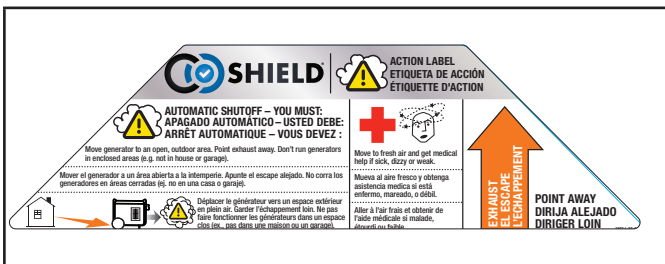 CO SHIELD®
ACTION LABEL
ETIQUETA DE ACCIÓN
ÉTIQUETTE D'ACTION
AUTOMATIC SHUTOFF – YOU MUST:
APAGADO AUTOMÁTICO – USTED DEBE:
ARRÊT AUTOMATIQUE – VOUS DEVEZ :
Move generator to an open, outdoor area. Point exhaust away. Don't run generators
in enclosed areas (e.g. not in house or garage).
Mover el generador a un área abierta a la intemperie. Apunte el escape alejado. No corra los
generadores en áreas cerradas (ej. no en una casa o garaje).
Déplacer le générateur vers un espace extérieur
en plein air. Garder l'échappement loin. Ne pas
faire fonctionner les générateurs dans un espace
clos (ex., pas dans une maison ou un garage).
Move to fresh air and get medical
help if sick, dizzy or weak.
Mueva al aire fresco y obtenga
asistencia medica si está
enfermo, mareado, o débil.
Aller à l'air frais et obtenir de
l'aide médicale si malade,
étourdi ou faible.
EXHAUST
EL ESCAPE
L'ECHAPPEMENT
POINT AWAY
DIRIJA ALEJADO
DIRIGER LOIN